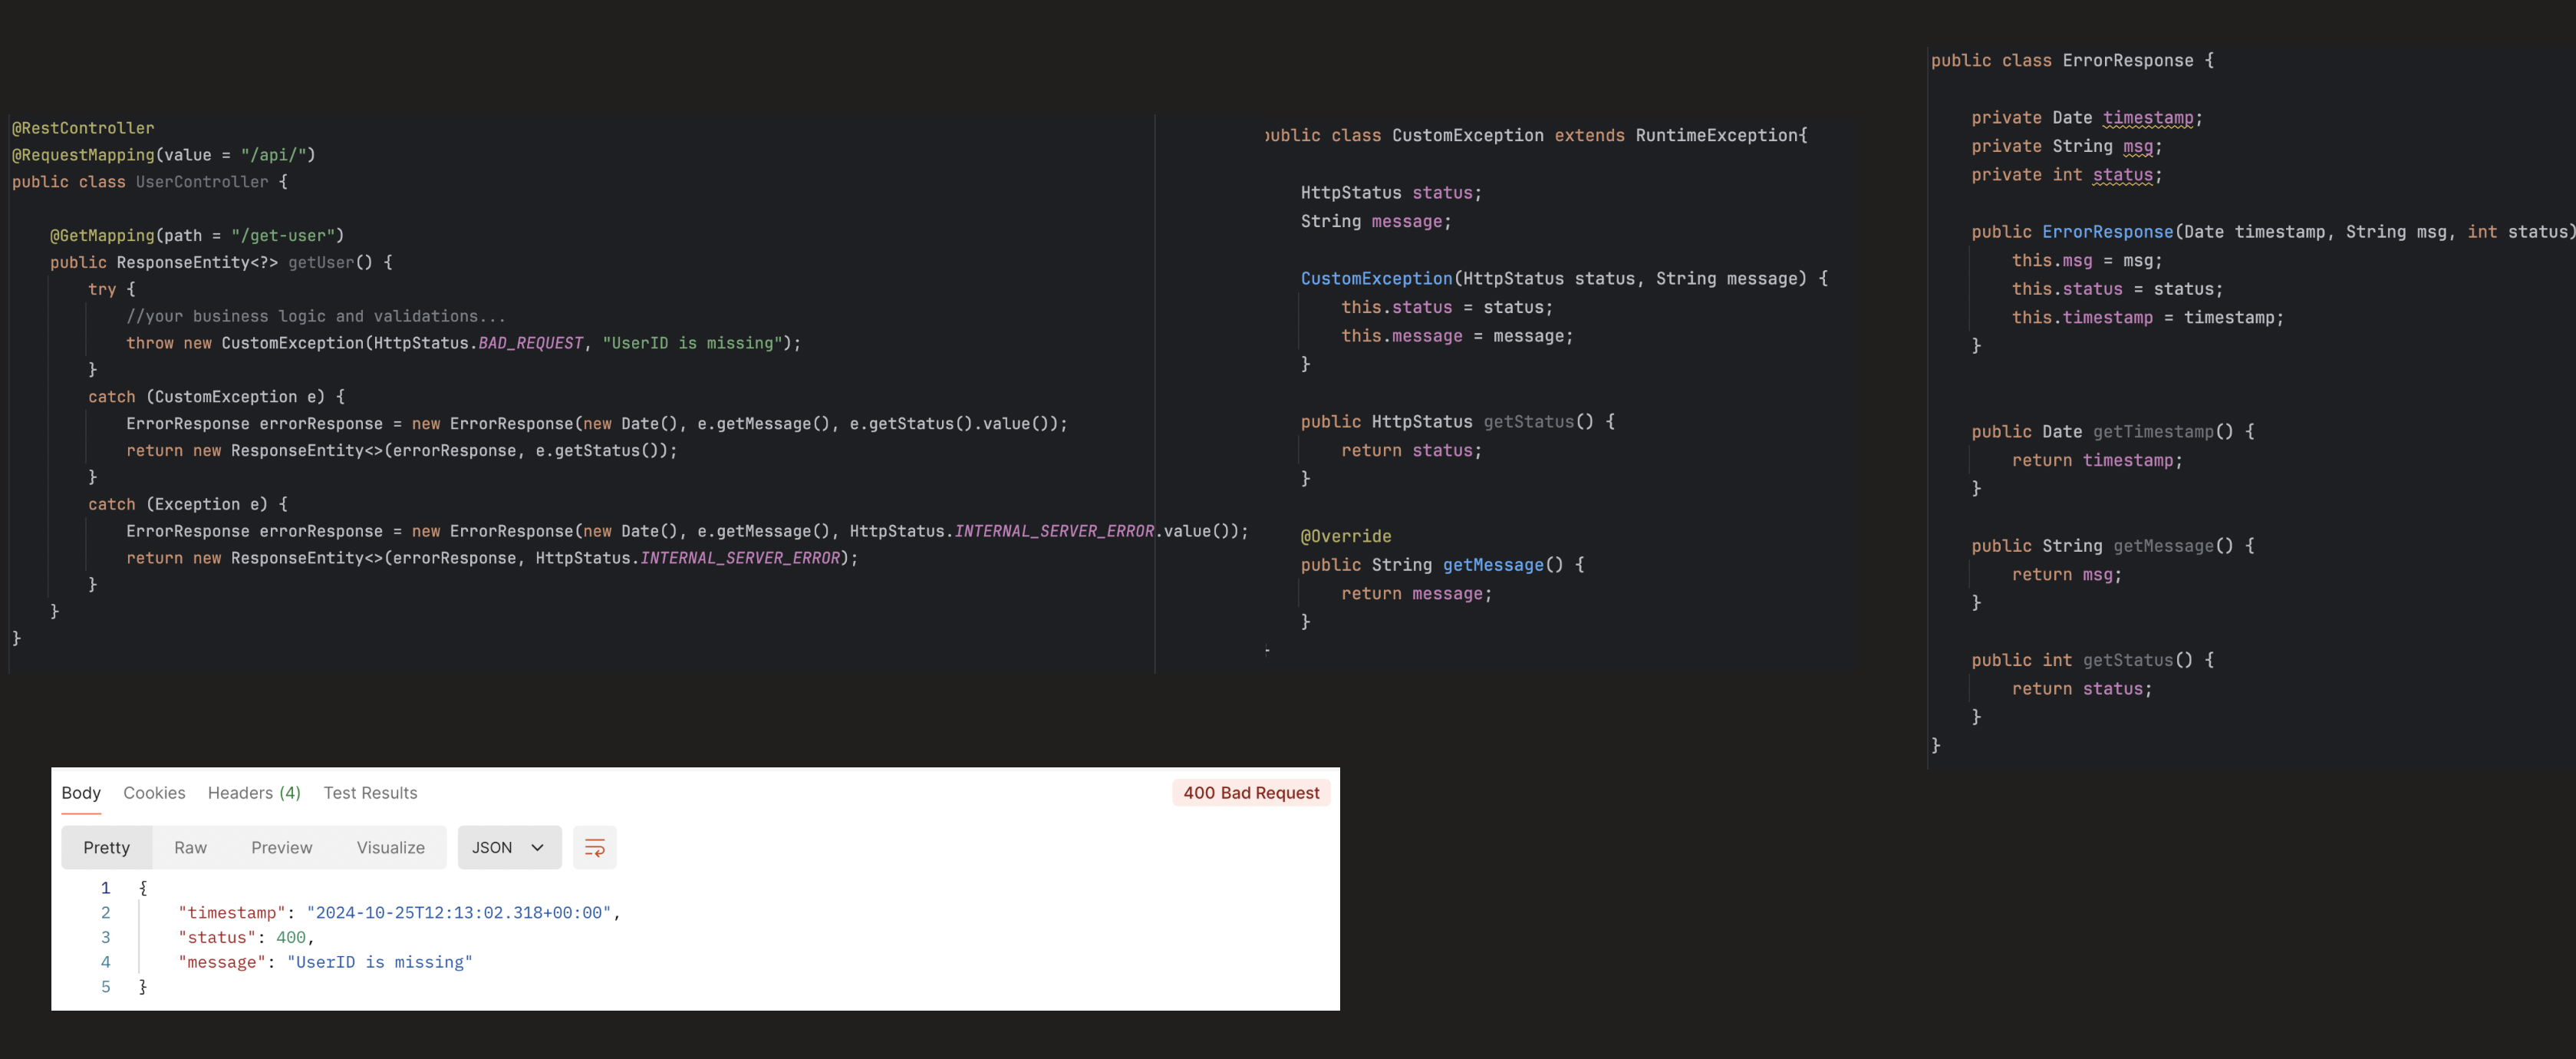 @RestController
@RequestMapping(value = "/api/")
public class UserController {
@GetMapping(path = "/get-user")
public ResponseEntity<?> getUser() {
try {
//your business logic and validations...
throw new CustomException(HttpStatus.BAD_REQUEST, "UserID is missing");
}
catch (CustomException e) {
ErrorResponse errorResponse = new ErrorResponse(new Date(), e.getMessage(), e.getStatus().value());
return new ResponseEntity<>(errorResponse, e.getStatus());
}
catch (Exception e) {
ErrorResponse errorResponse = new ErrorResponse(new Date(), e.getMessage(), HttpStatus.INTERNAL_SERVER_ERROR.value());
return new ResponseEntity<>(errorResponse, HttpStatus.INTERNAL_SERVER_ERROR);
}
}
}
public class CustomException extends RuntimeException{
HttpStatus status;
String message;
CustomException(HttpStatus status, String message) {
this.status = status;
this.message = message;
}
public HttpStatus getStatus() {
return status;
}
@Override
public String getMessage() {
return message;
}
public class ErrorResponse {
private Date timestamp;
private String msg;
private int status;
public ErrorResponse(Date timestamp, String msg, int status)
this.msg = msg;
this.status = status;
this.timestamp = timestamp;
}
public Date getTimestamp() {
return timestamp;
}
public String getMessage() {
return msg;
}
public int getStatus() {
return status;
}
}
Body Cookies Headers (4) Test Results 400 Bad Request
Pretty Raw Preview Visualize JSON
1 {
2 "timestamp": "2024-10-25T12:13:02.318+00:00",
3 "status": 400,
4 "message": "UserID is missing"
5 }